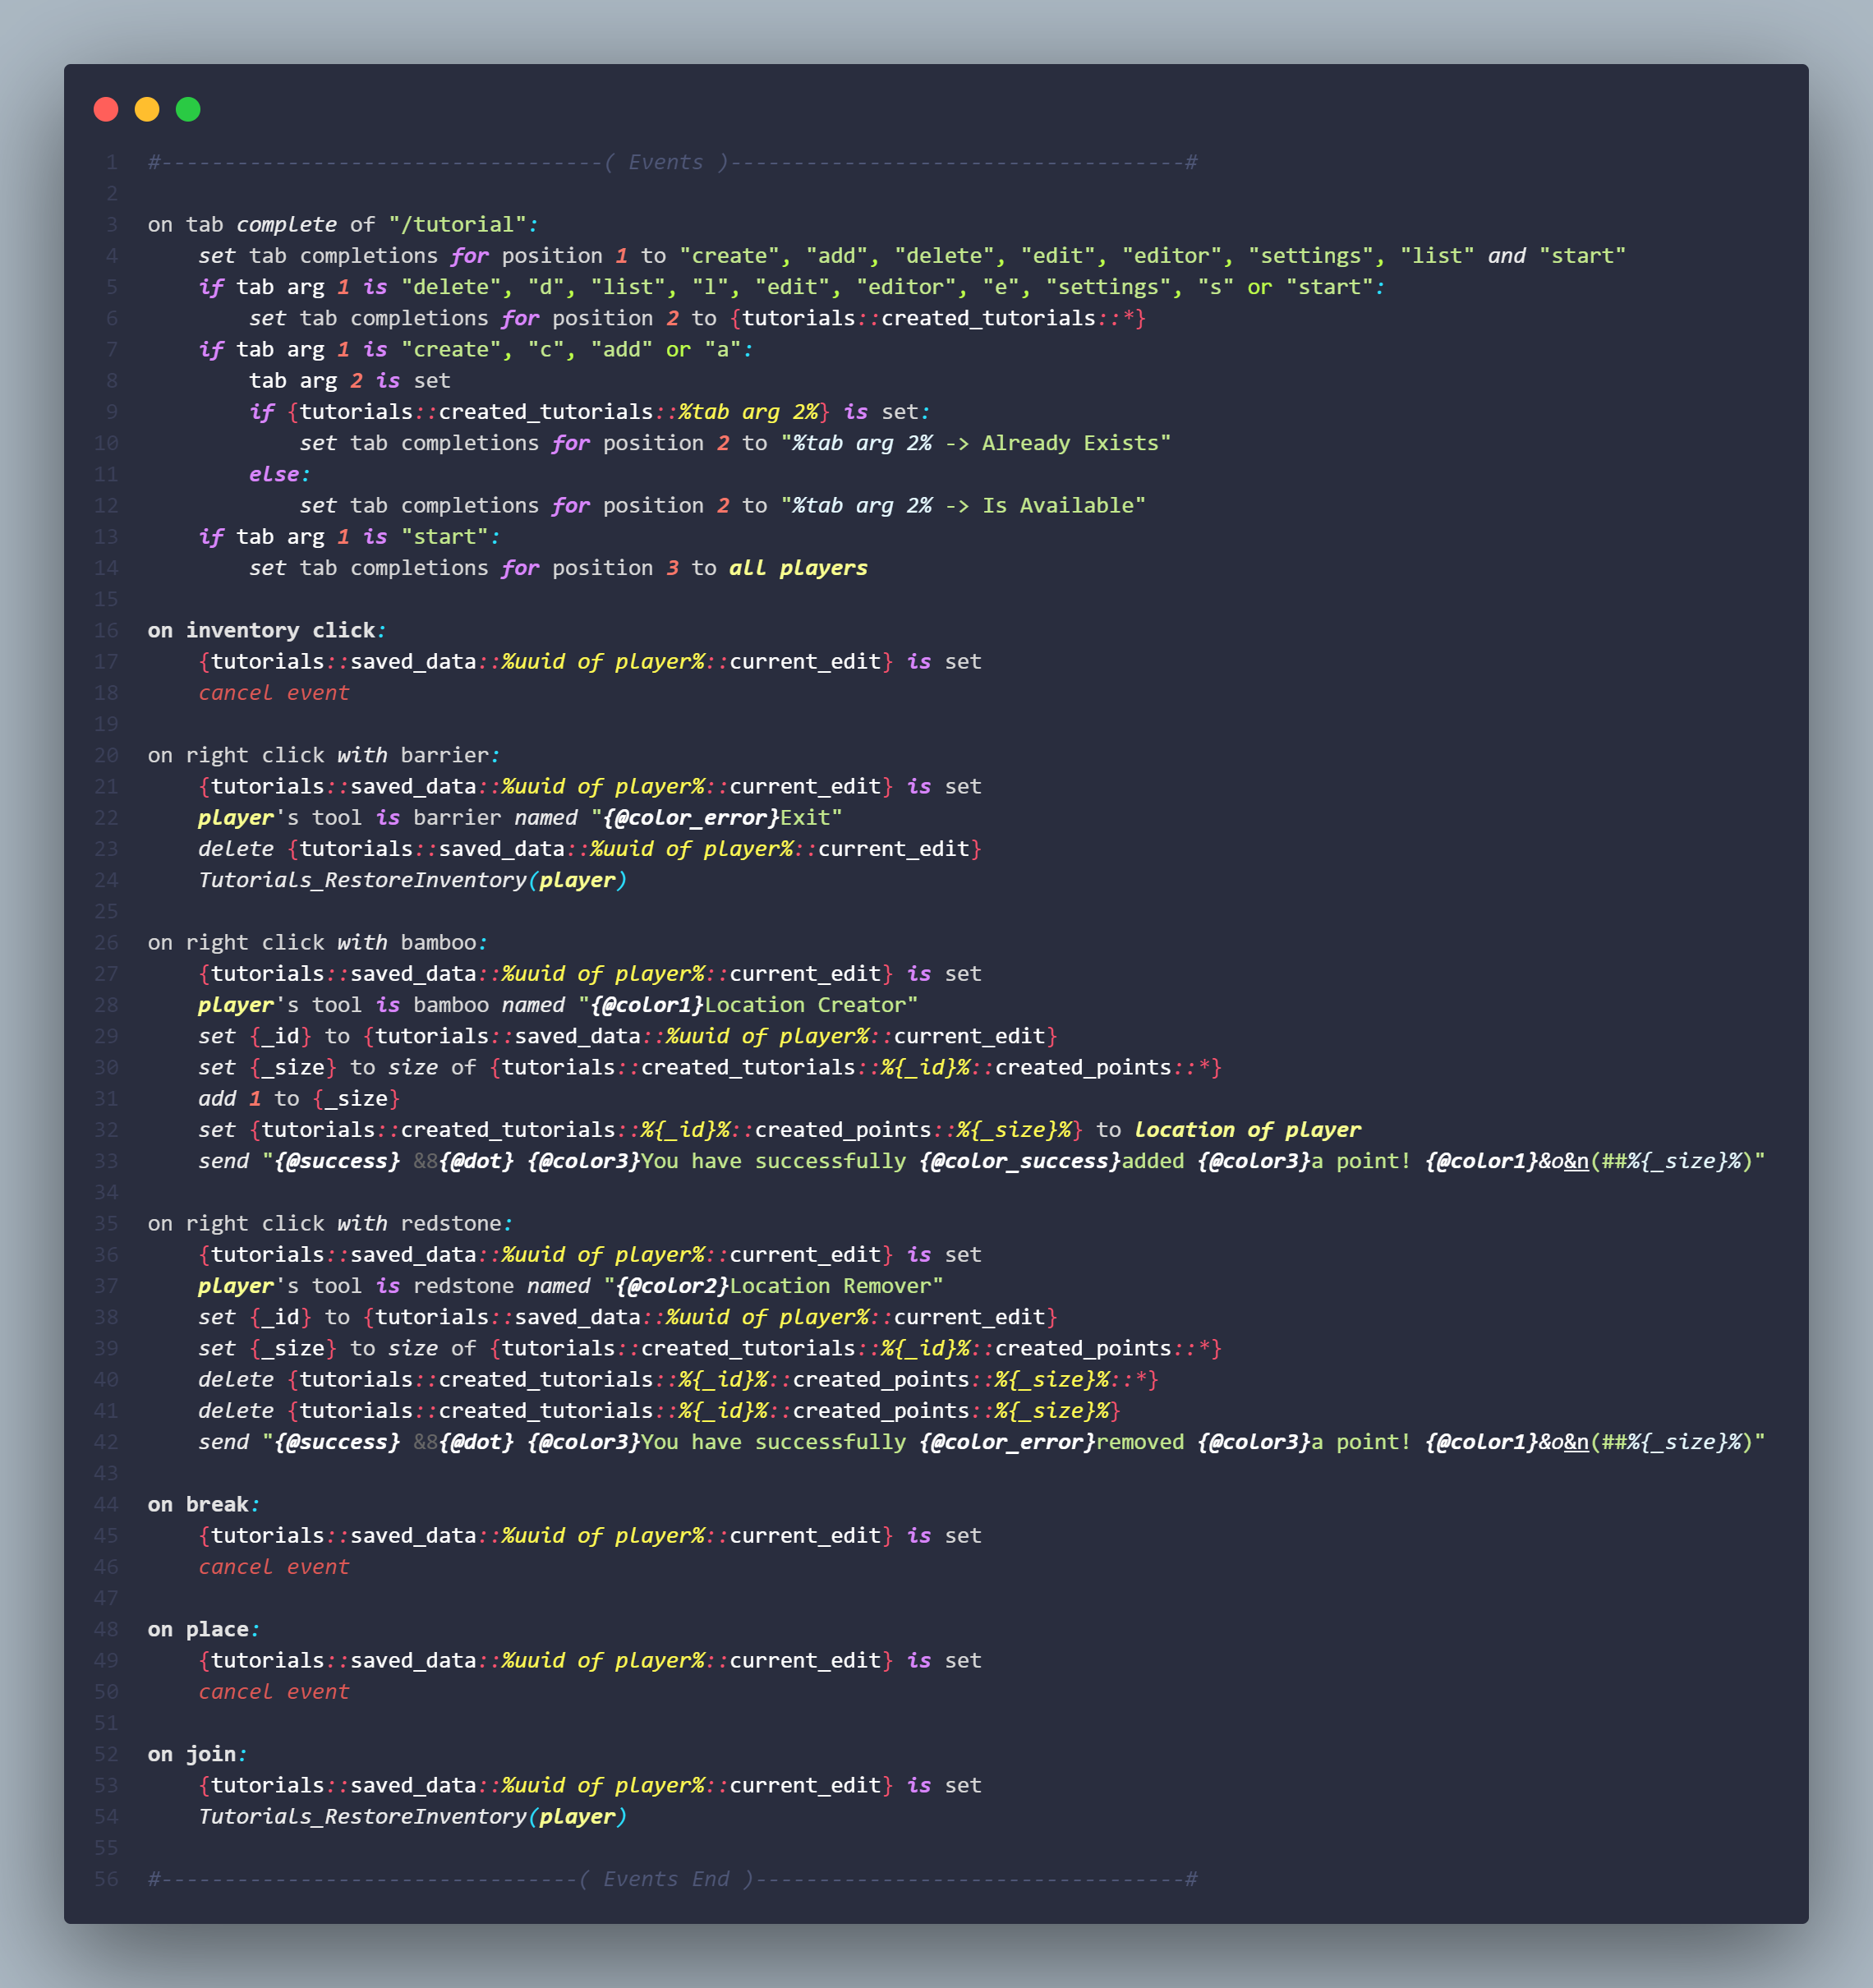 1 #-----------------------------------( Events )------------------------------------#
2
3 on tab complete of "/tutorial":
4     set tab completions for position 1 to "create", "add", "delete", "edit", "editor", "settings", "list" and "start"
5     if tab arg 1 is "delete", "d", "list", "l", "edit", "editor", "e", "settings", "s" or "start":
6         set tab completions for position 2 to {tutorials::created_tutorials::*}
7     if tab arg 1 is "create", "c", "add" or "a":
8         tab arg 2 is set
9         if {tutorials::created_tutorials::%tab arg 2%} is set:
10             set tab completions for position 2 to "%tab arg 2% -> Already Exists"
11         else:
12             set tab completions for position 2 to "%tab arg 2% -> Is Available"
13     if tab arg 1 is "start":
14         set tab completions for position 3 to all players
15
16 on inventory click:
17     {tutorials::saved_data::%uuid of player%::current_edit} is set
18     cancel event
19
20 on right click with barrier:
21     {tutorials::saved_data::%uuid of player%::current_edit} is set
22     player's tool is barrier named "{@color_error}Exit"
23     delete {tutorials::saved_data::%uuid of player%::current_edit}
24     Tutorials_RestoreInventory(player)
25
26 on right click with bamboo:
27     {tutorials::saved_data::%uuid of player%::current_edit} is set
28     player's tool is bamboo named "{@color1}Location Creator"
29     set {_id} to {tutorials::saved_data::%uuid of player%::current_edit}
30     set {_size} to size of {tutorials::created_tutorials::%{_id}%::created_points::*}
31     add 1 to {_size}
32     set {tutorials::created_tutorials::%{_id}%::created_points::%{_size}%} to location of player
33     send "{@success} &8{@dot} {@color3}You have successfully {@color_success}added {@color3}a point! {@color1}&o&n(##%{_size}%)"
34
35 on right click with redstone:
36     {tutorials::saved_data::%uuid of player%::current_edit} is set
37     player's tool is redstone named "{@color2}Location Remover"
38     set {_id} to {tutorials::saved_data::%uuid of player%::current_edit}
39     set {_size} to size of {tutorials::created_tutorials::%{_id}%::created_points::*}
40     delete {tutorials::created_tutorials::%{_id}%::created_points::%{_size}%::*}
41     delete {tutorials::created_tutorials::%{_id}%::created_points::%{_size}%}
42     send "{@success} &8{@dot} {@color3}You have successfully {@color_error}removed {@color3}a point! {@color1}&o&n(##%{_size}%)"
43
44 on break:
45     {tutorials::saved_data::%uuid of player%::current_edit} is set
46     cancel event
47
48 on place:
49     {tutorials::saved_data::%uuid of player%::current_edit} is set
50     cancel event
51
52 on join:
53     {tutorials::saved_data::%uuid of player%::current_edit} is set
54     Tutorials_RestoreInventory(player)
55
56 #---------------------------------( Events End )----------------------------------#